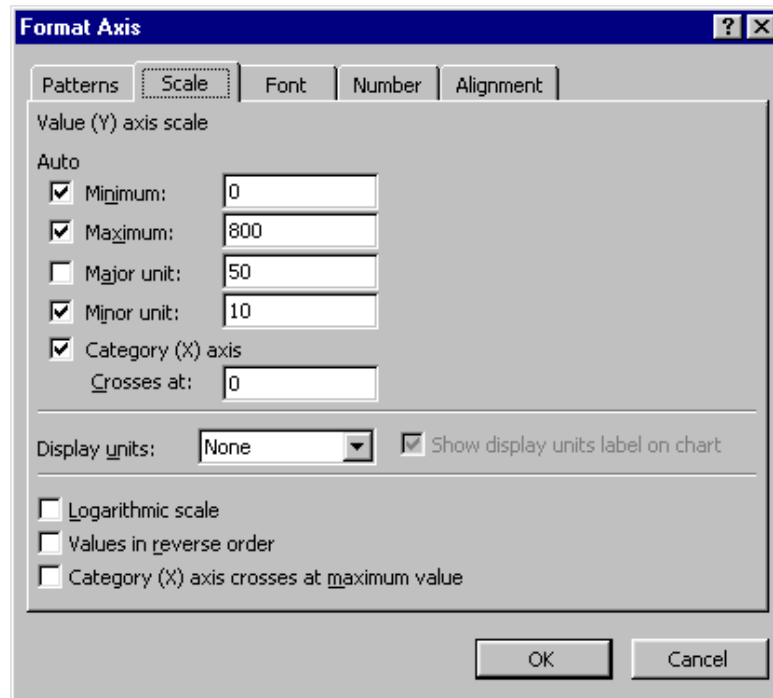 Format Axis
Patterns Scale Font Number Alignment
Value (Y) axis scale
Auto
Minimum: 0
Maximum: 800
Major unit: 50
Minor unit: 10
Category (X) axis
Crosses at: 0
Display units: None Show display units label on chart
Logarithmic scale
Values in reverse order
Category (X) axis crosses at maximum value
OK Cancel